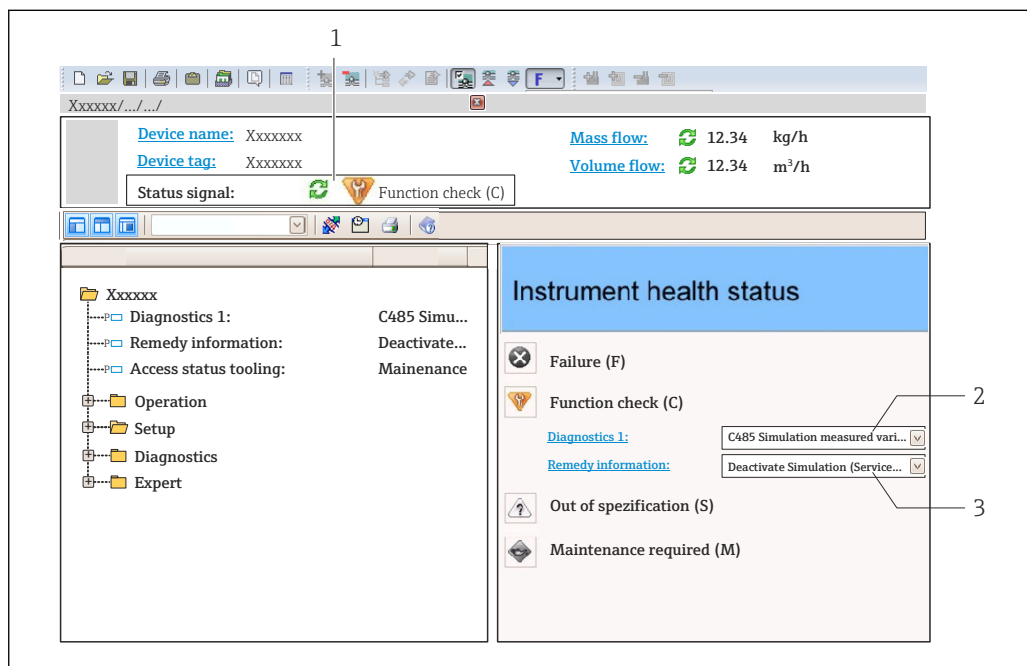 1
F
Xxxxxx/.../.../
Device name: Xxxxxxx
Mass flow: 12.34 kg/h
Device tag: Xxxxxxx
Volume flow: 12.34 m³/h
Status signal: Function check (C)
Xxxxxx
P Diagnostics 1: C485 Simu...
P Remedy information: Deactivate...
P Access status tooling: Mainenance
Operation
Setup
Diagnostics
Expert
Instrument health status
Failure (F)
Function check (C)
2
Diagnostics 1: C485 Simulation measured vari...
Remedy information: Deactivate Simulation (Service...
Out of spezification (S)
3
Maintenance required (M)